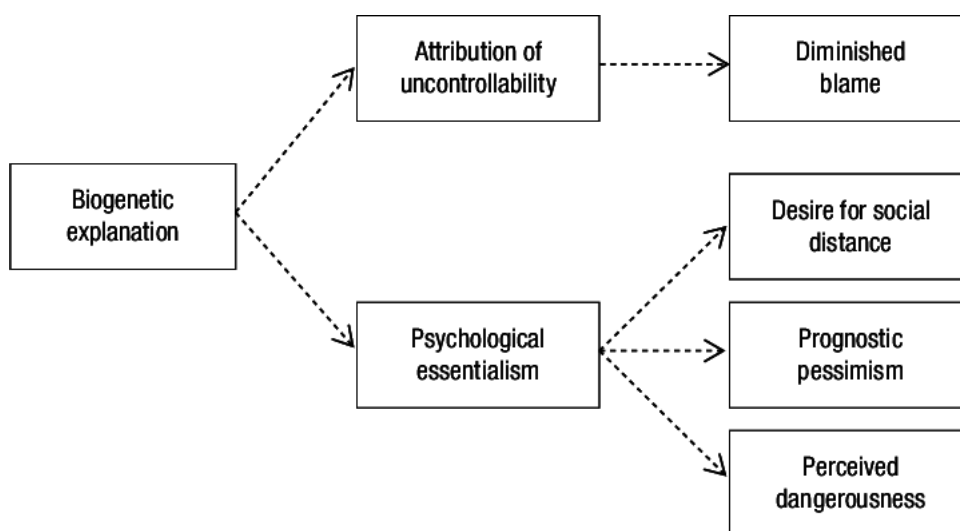 Attribution of
uncontrollability
Diminished
blame
Biogenetic
explanation
Desire for social
distance
Psychological
essentialism
Prognostic
pessimism
Perceived
dangerousness